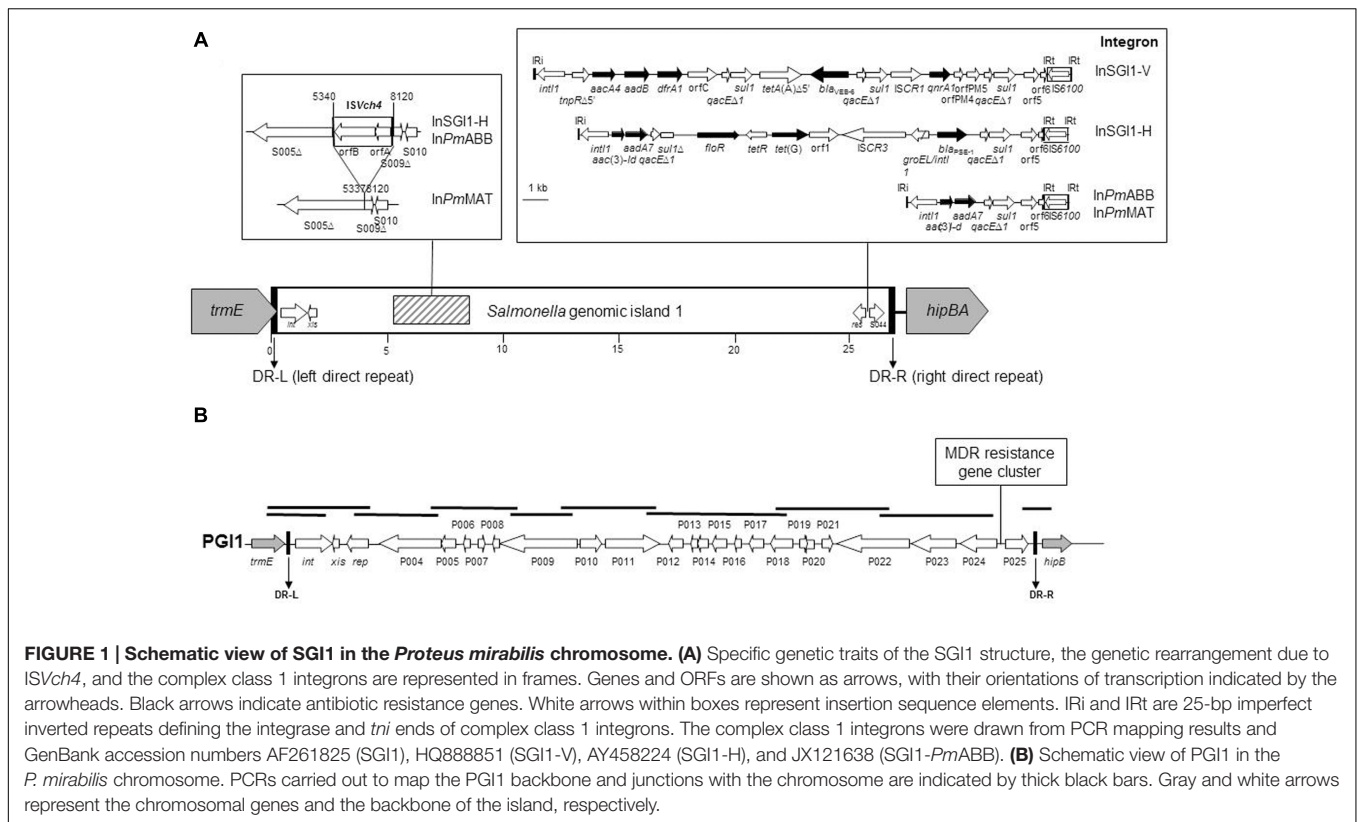 A
5340 8120
ISVch4
InSGI1-H
InPmABB
S005Δ orfB orfA S010
S009Δ
53378120
InPmMAT
S005Δ S010
S009Δ
Integron
IRi IRt IRt
InSGI1-V
intI1 aacA4 aadB dfrA1 orfC sul1 tetA(A)Δ5' blaVEB-6 sul1 ISCR1 qnrA1 orfPM5 sul1 orf6 IS6100
tnpRΔ5' qacEΔ1 qacEΔ1 orfPM4 qacEΔ1 orf5
IRt IRt
InSGI1-H
intI1 aadA7 sul1Δ floR tetR tet(G) orf1 ISCR3 blaPSE-1 sul1 orf6 IS6100
aac(3)-Id qacEΔ1 groEL/intI1 qacEΔ1 orf5
1 kb
IRi IRt IRt
InPmABB
InPmMAT
intI1 aadA7 sul1 orf6 IS6100
qacEΔ1 orf5
trmE int xis Salmonella genomic island 1 res S044 hipBA
0 5 10 15 20 25
DR-L (left direct repeat) DR-R (right direct repeat)
B
MDR resistance
gene cluster
P006 P008 P013 P015 P017 P019 P021
PGI1
trmE int xis rep P004 P005 P007 P009 P010 P011 P012 P014 P016 P018 P020 P022 P023 P024 P025 hipB
DR-L DR-R
FIGURE 1 | Schematic view of SGI1 in the Proteus mirabilis chromosome. (A) Specific genetic traits of the SGI1 structure, the genetic rearrangement due to
ISVch4, and the complex class 1 integrons are represented in frames. Genes and ORFs are shown as arrows, with their orientations of transcription indicated by the
arrowheads. Black arrows indicate antibiotic resistance genes. White arrows within boxes represent insertion sequence elements. IRi and IRt are 25-bp imperfect
inverted repeats defining the integrase and tni ends of complex class 1 integrons. The complex class 1 integrons were drawn from PCR mapping results and
GenBank accession numbers AF261825 (SGI1), HQ888851 (SGI1-V), AY458224 (SGI1-H), and JX121638 (SGI1-PmABB). (B) Schematic view of PGI1 in the
P. mirabilis chromosome. PCRs carried out to map the PGI1 backbone and junctions with the chromosome are indicated by thick black bars. Gray and white arrows
represent the chromosomal genes and the backbone of the island, respectively.